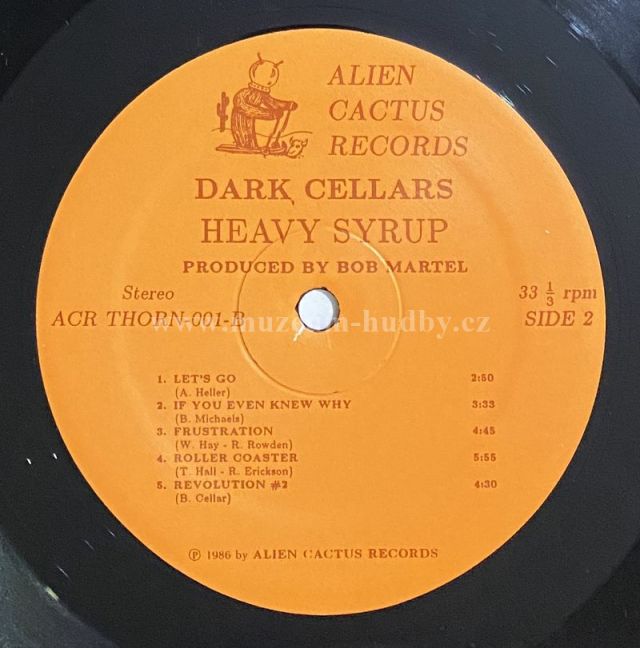 ALIEN
CACTUS
RECORDS
DARK CELLARS
HEAVY SYRUP
PRODUCED BY BOB MARTEL
Stereo 33 1/3 rpm
ACR THORN-001-B SIDE 2
www.muzeum-hudby.cz
1. LET'S GO 2:50
(A. Heller)
2. IF YOU EVEN KNEW WHY 3:33
(B. Michaels)
3. FRUSTRATION 4:45
(W. Hay - R. Rowden)
4. ROLLER COASTER 5:55
(T. Hall - R. Erickson)
5. REVOLUTION #2 4:30
(B. Cellar)
℗ 1986 by ALIEN CACTUS RECORDS